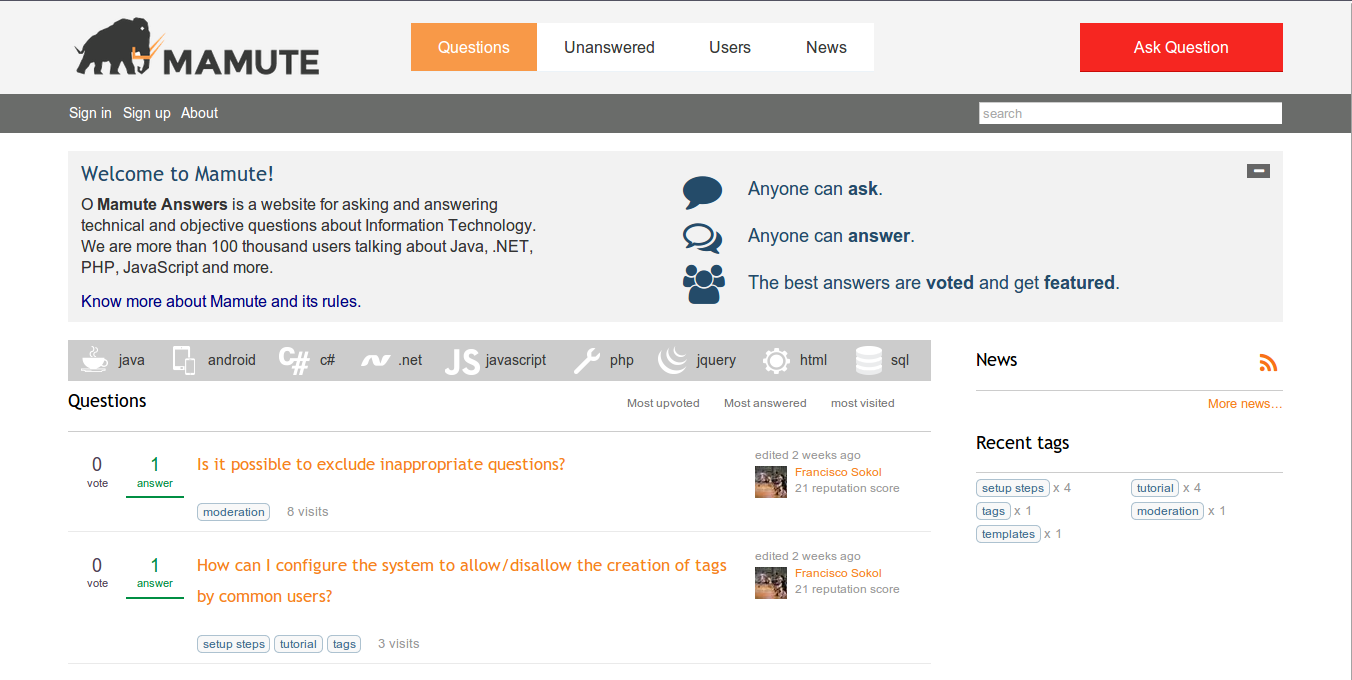 MAMUTE
Questions Unanswered Users News
Ask Question
Sign in Sign up About
search
Welcome to Mamute!
O Mamute Answers is a website for asking and answering
technical and objective questions about Information Technology.
We are more than 100 thousand users talking about Java, .NET,
PHP, JavaScript and more.
Know more about Mamute and its rules.
Anyone can ask.
Anyone can answer.
The best answers are voted and get featured.
C# JS
java android c# .net javascript php jquery html sql
Questions
Most upvoted Most answered most visited
0 vote
1 answer
Is it possible to exclude inappropriate questions?
moderation 8 visits
edited 2 weeks ago
Francisco Sokol
21 reputation score
0 vote
1 answer
How can I configure the system to allow/disallow the creation of tags
by common users?
setup steps tutorial tags 3 visits
edited 2 weeks ago
Francisco Sokol
21 reputation score
News
More news...
Recent tags
setup steps x 4 tutorial x 4
tags x 1 moderation x 1
templates x 1